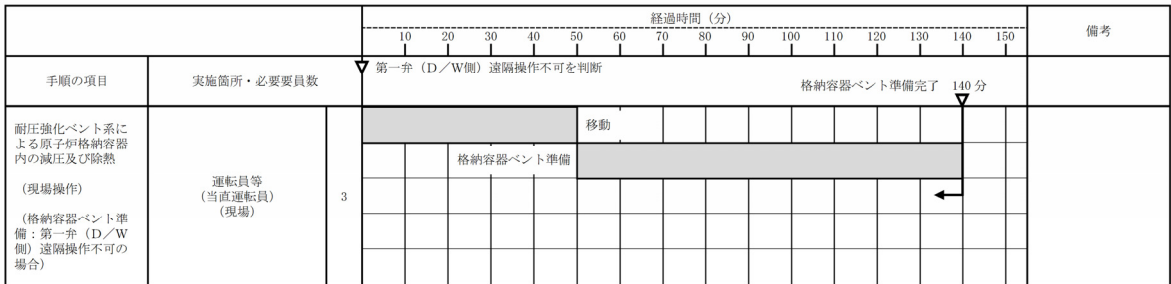 経過時間（分）
備考
10 20 30 40 50 60 70 80 90 100 110 120 130 140 150
手順の項目
実施箇所・必要要員数
第一弁（D／W側）遠隔操作不可を判断
格納容器ベント準備完了 140 分
耐圧強化ベント系に
よる原子炉格納容器
内の減圧及び除熱
（現場操作）
（格納容器ベント準
備：第一弁（D／W
側）遠隔操作不可の
場合）
運転員等
（当直運転員）
（現場）
3
移動
格納容器ベント準備